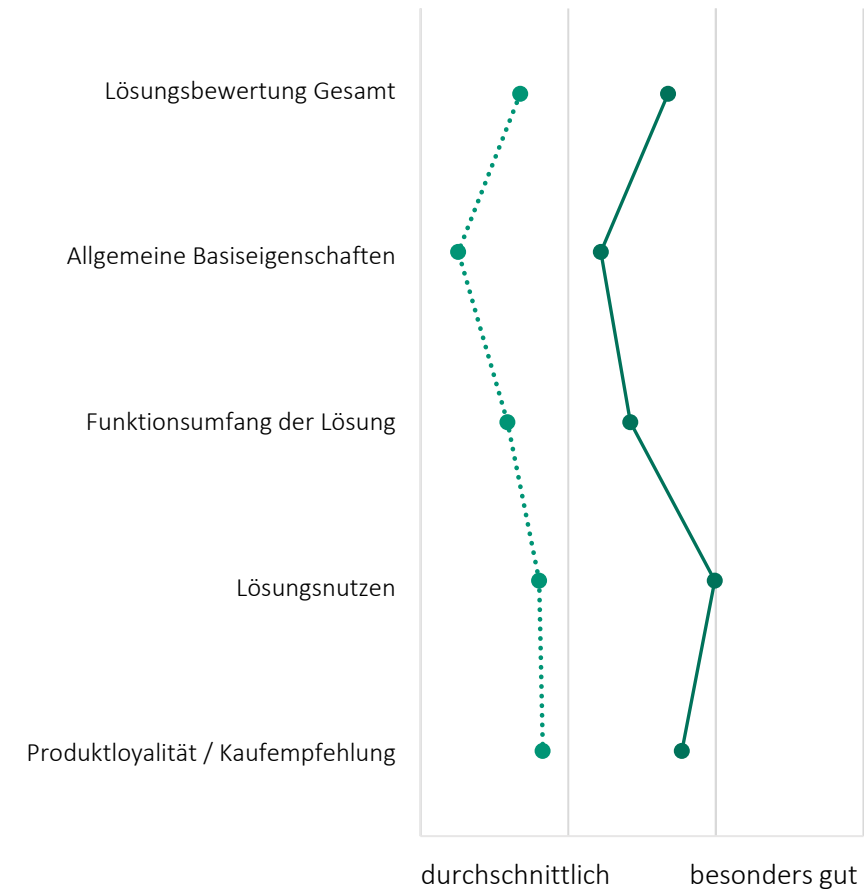 Lösungsbewertung Gesamt
Allgemeine Basiseigenschaften
Funktionsumfang der Lösung
Lösungsnutzen
Produktloyalität / Kaufempfehlung
durchschnittlich besonders gut